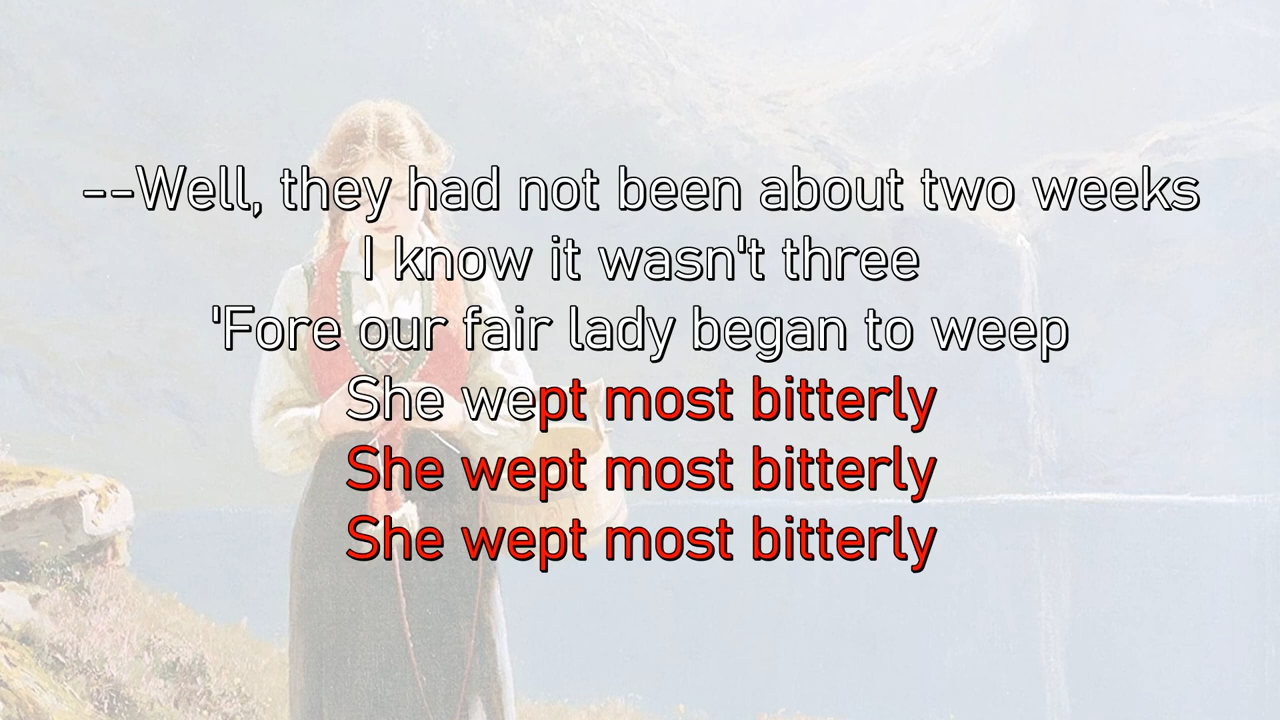 --Well, they had not been about two weeks
I know it wasn't three
'Fore our fair lady began to weep
She wept most bitterly
She wept most bitterly
She wept most bitterly